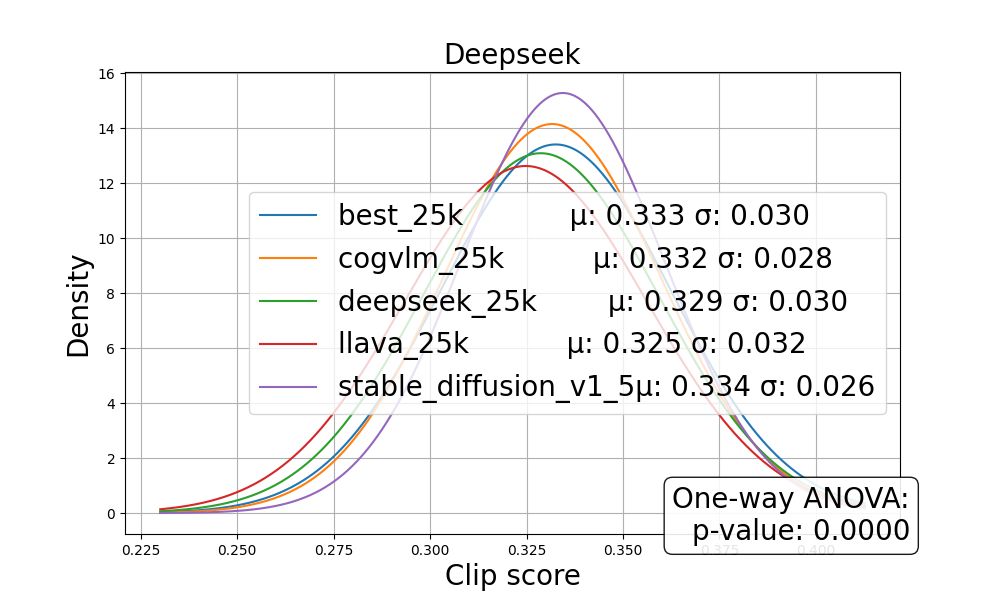 Deepseek
16
14
12
10
8
6
4
2
0
Density
best_25k μ: 0.333 σ: 0.030
cogvlm_25k μ: 0.332 σ: 0.028
deepseek_25k μ: 0.329 σ: 0.030
llava_25k μ: 0.325 σ: 0.032
stable_diffusion_v1_5μ: 0.334 σ: 0.026
One-way ANOVA:
p-value: 0.0000
0.225 0.250 0.275 0.300 0.325 0.350 0.375 0.400
Clip score